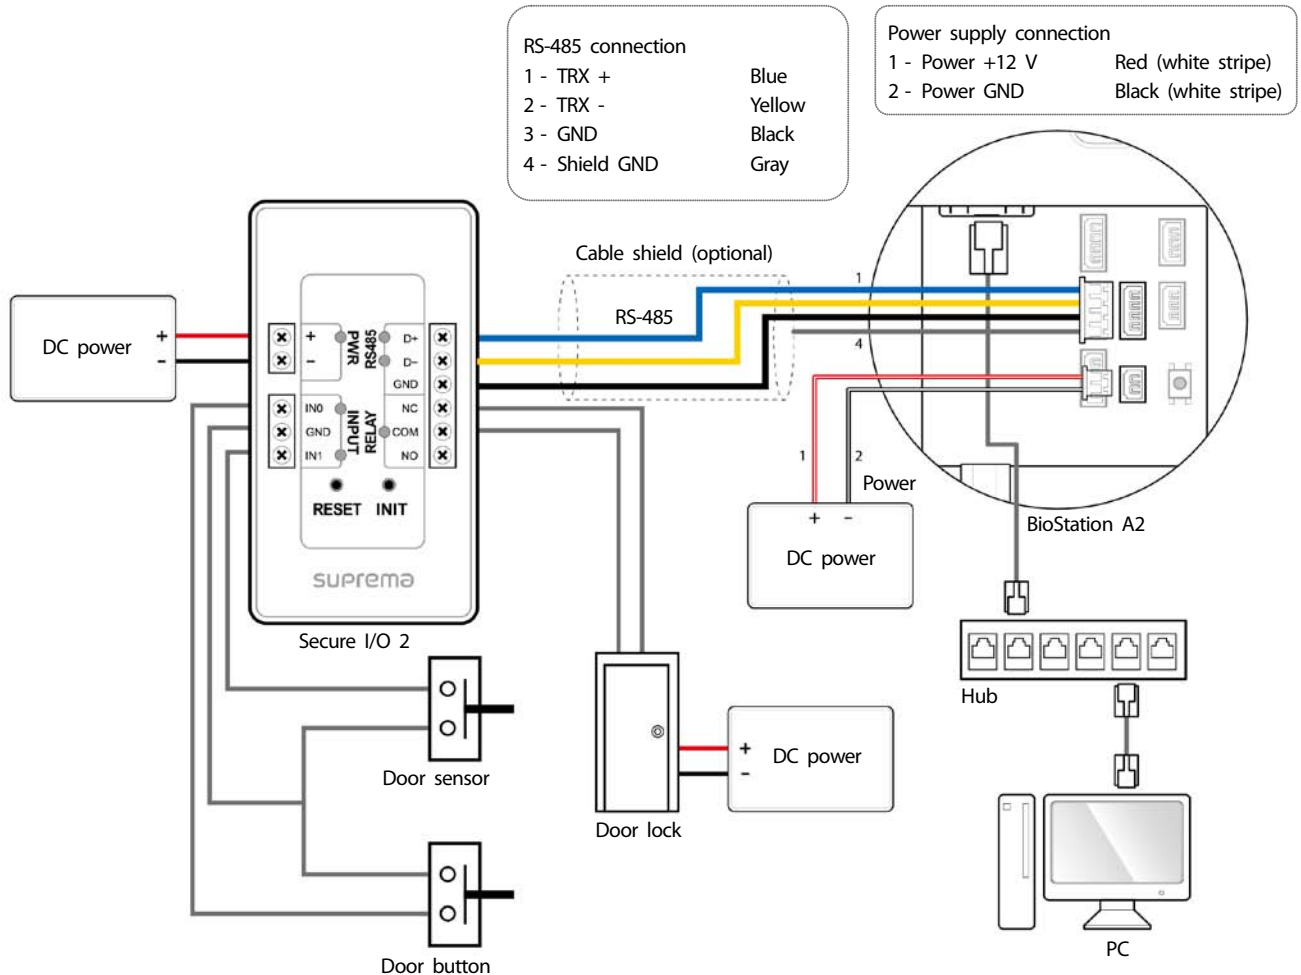 RS-485 connection
1 - TRX + Blue
2 - TRX - Yellow
3 - GND Black
4 - Shield GND Gray
Power supply connection
1 - Power +12 V Red (white stripe)
2 - Power GND Black (white stripe)
Cable shield (optional)
RS-485
1
4
DC power
+
-
+
-
PWR
RS485
D+
D-
GND
IN0
GND
IN1
INPUT
RELAY
NC
COM
NO
RESET INIT
suprema
Secure I/O 2
1
2
Power
+ -
DC power
BioStation A2
Hub
Door sensor
Door lock
+
-
DC power
Door button
PC